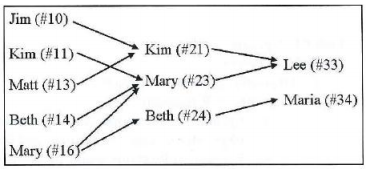 Jim (#10)
Kim (#11)
Matt (#13)
Beth (#14)
Mary (#16)
Kim (#21)
Mary (#23)
Beth (#24)
Lee (#33)
Maria (#34)